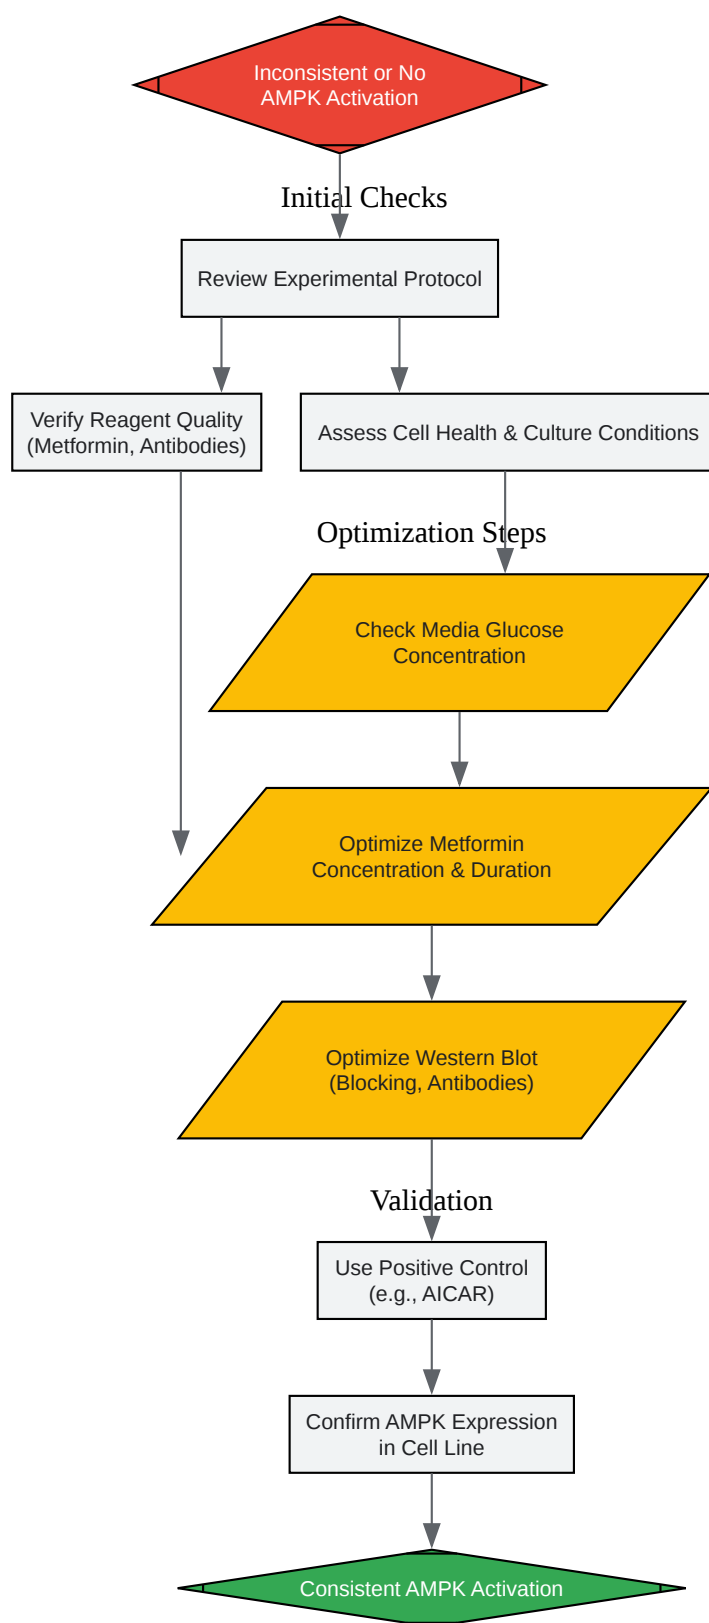 Inconsistent or No
AMPK Activation
Initial Checks
Review Experimental Protocol
Verify Reagent Quality
(Metformin, Antibodies)
Assess Cell Health & Culture Conditions
Optimization Steps
Check Media Glucose
Concentration
Optimize Metformin
Concentration & Duration
Optimize Western Blot
(Blocking, Antibodies)
Validation
Use Positive Control
(e.g., AICAR)
Confirm AMPK Expression
in Cell Line
Consistent AMPK Activation